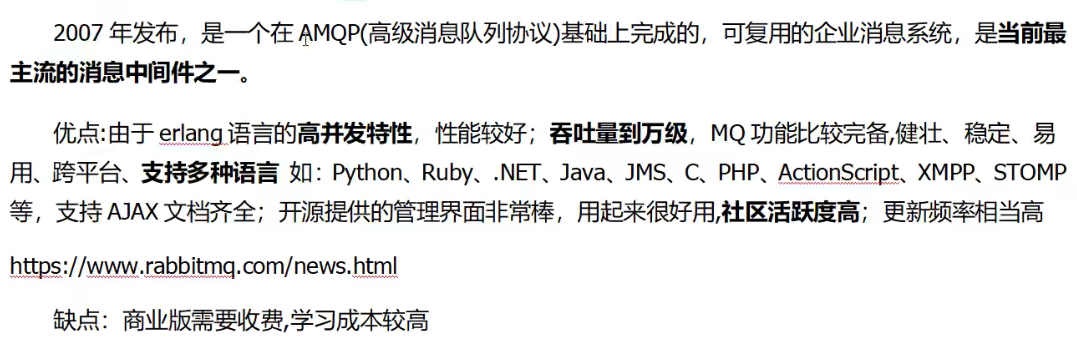 2007 年发布，是一个在 AMQP(高级消息队列协议)基础上完成的，可复用的企业消息系统，是当前最
主流的消息中间件之一。
优点:由于 erlang 语言的高并发特性，性能较好；吞吐量到万级，MQ 功能比较完备,健壮、稳定、易
用、跨平台、支持多种语言 如：Python、Ruby、.NET、Java、JMS、C、PHP、ActionScript、XMPP、STOMP
等，支持 AJAX 文档齐全；开源提供的管理界面非常棒，用起来很好用,社区活跃度高；更新频率相当高
https://www.rabbitmq.com/news.html
缺点：商业版需要收费,学习成本较高